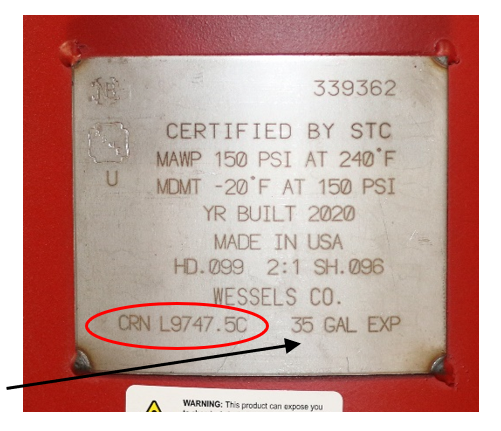 NB
339362
CERTIFIED BY STC
U
MAWP 150 PSI AT 240°F
MDMT -20°F AT 150 PSI
YR BUILT 2020
MADE IN USA
HD.099 2:1 SH.096
WESSELS CO.
CRN L9747.5C 35 GAL EXP
WARNING: This product can expose you